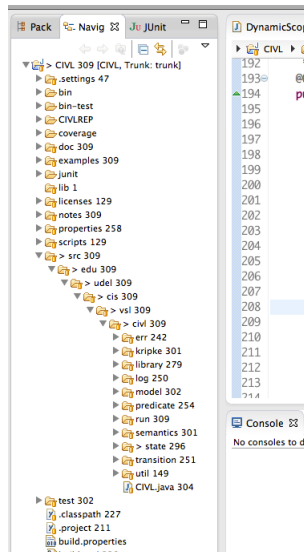 Pack Navig JUnit DynamicScop
CIVL
> CIVL 309 [CIVL, Trunk: trunk]
.settings 47
bin
bin-test
CIVLREP
coverage
doc 309
examples 309
junit
lib 1
licenses 129
notes 309
properties 258
scripts 129
> src 309
> edu 309
> udel 309
> cis 309
> vsl 309
> civl 309
err 242
kripke 301
library 279
log 250
model 302
predicate 254
run 309
semantics 301
> state 296
transition 251
util 149
CIVL.java 304
test 302
.classpath 227
.project 211
build.properties
192
193 @
194 p
195
196
197
198
199
200
201
202
203
204
205
206
207
208
209
210
211
212
213
214
Console
No consoles to d